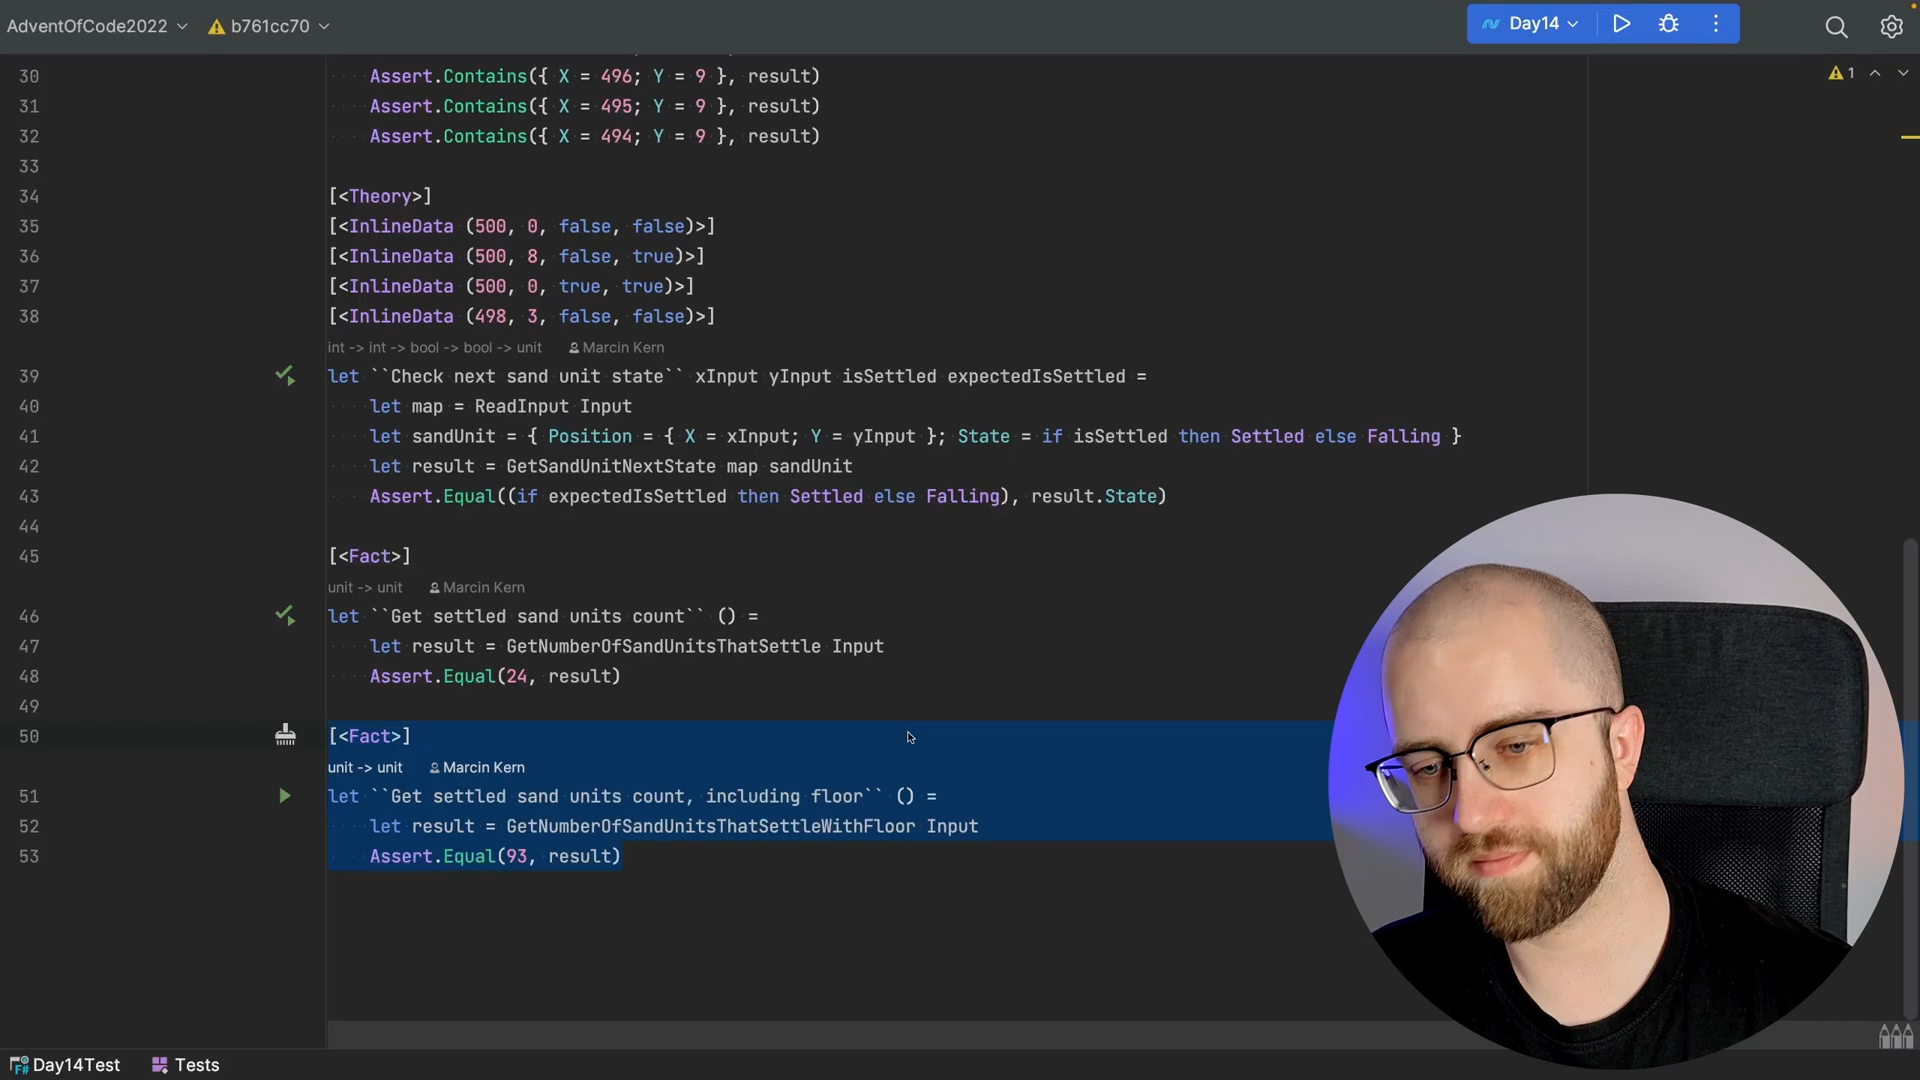 AdventOfCode2022
b761cc70
Day14
1
30 Assert.Contains({ X = 496; Y = 9 }, result)
31 Assert.Contains({ X = 495; Y = 9 }, result)
32 Assert.Contains({ X = 494; Y = 9 }, result)
33
34 [<Theory>]
35 [<InlineData (500, 0, false, false)>]
36 [<InlineData (500, 8, false, true)>]
37 [<InlineData (500, 0, true, true)>]
38 [<InlineData (498, 3, false, false)>]
int -> int -> bool -> bool -> unit Marcin Kern
39 let ``Check next sand unit state`` xInput yInput isSettled expectedIsSettled =
40 let map = ReadInput Input
41 let sandUnit = { Position = { X = xInput; Y = yInput }; State = if isSettled then Settled else Falling }
42 let result = GetSandUnitNextState map sandUnit
43 Assert.Equal((if expectedIsSettled then Settled else Falling), result.State)
44
45 [<Fact>]
unit -> unit Marcin Kern
46 let ``Get settled sand units count`` () =
47 let result = GetNumberOfSandUnitsThatSettle Input
48 Assert.Equal(24, result)
49
50 [<Fact>]
unit -> unit Marcin Kern
51 let ``Get settled sand units count, including floor`` () =
52 let result = GetNumberOfSandUnitsThatSettleWithFloor Input
53 Assert.Equal(93, result)
F# Day14Test Tests